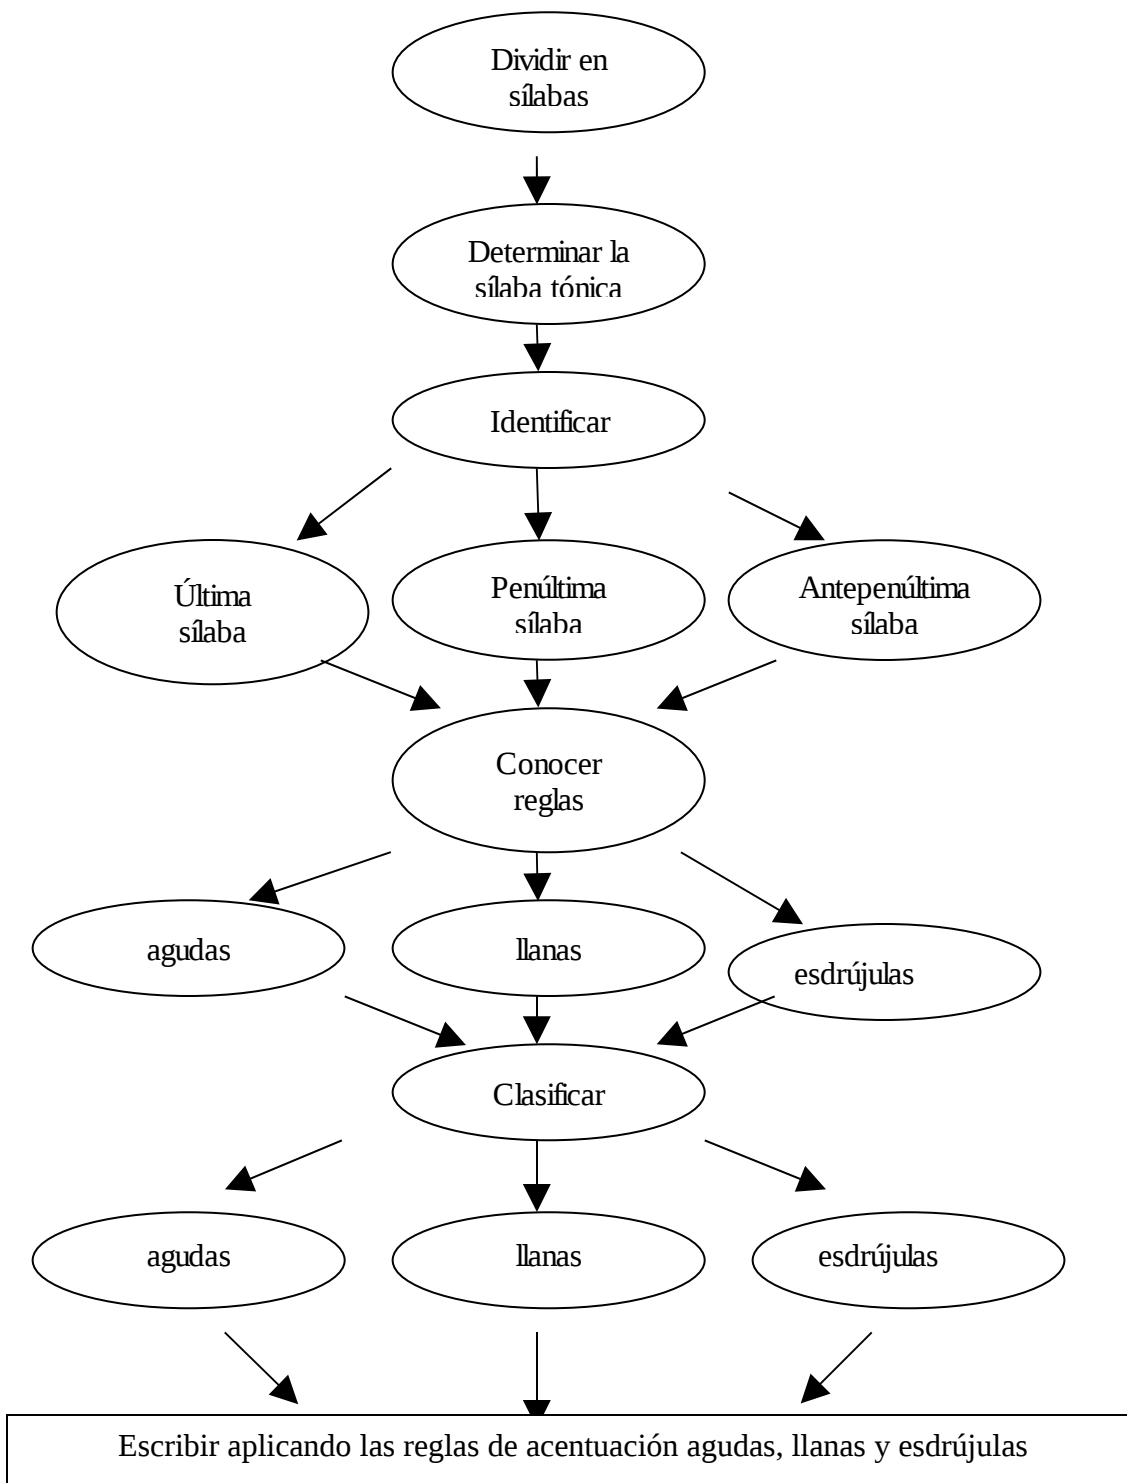 Dividir en
sílabas
Determinar la
sílaba tónica
Identificar
Última
sílaba
Penúltima
sílaba
Antepenúltima
sílaba
Conocer
reglas
agudas
llanas
esdrújulas
Clasificar
agudas
llanas
esdrújulas
Escribir aplicando las reglas de acentuación agudas, llanas y esdrújulas